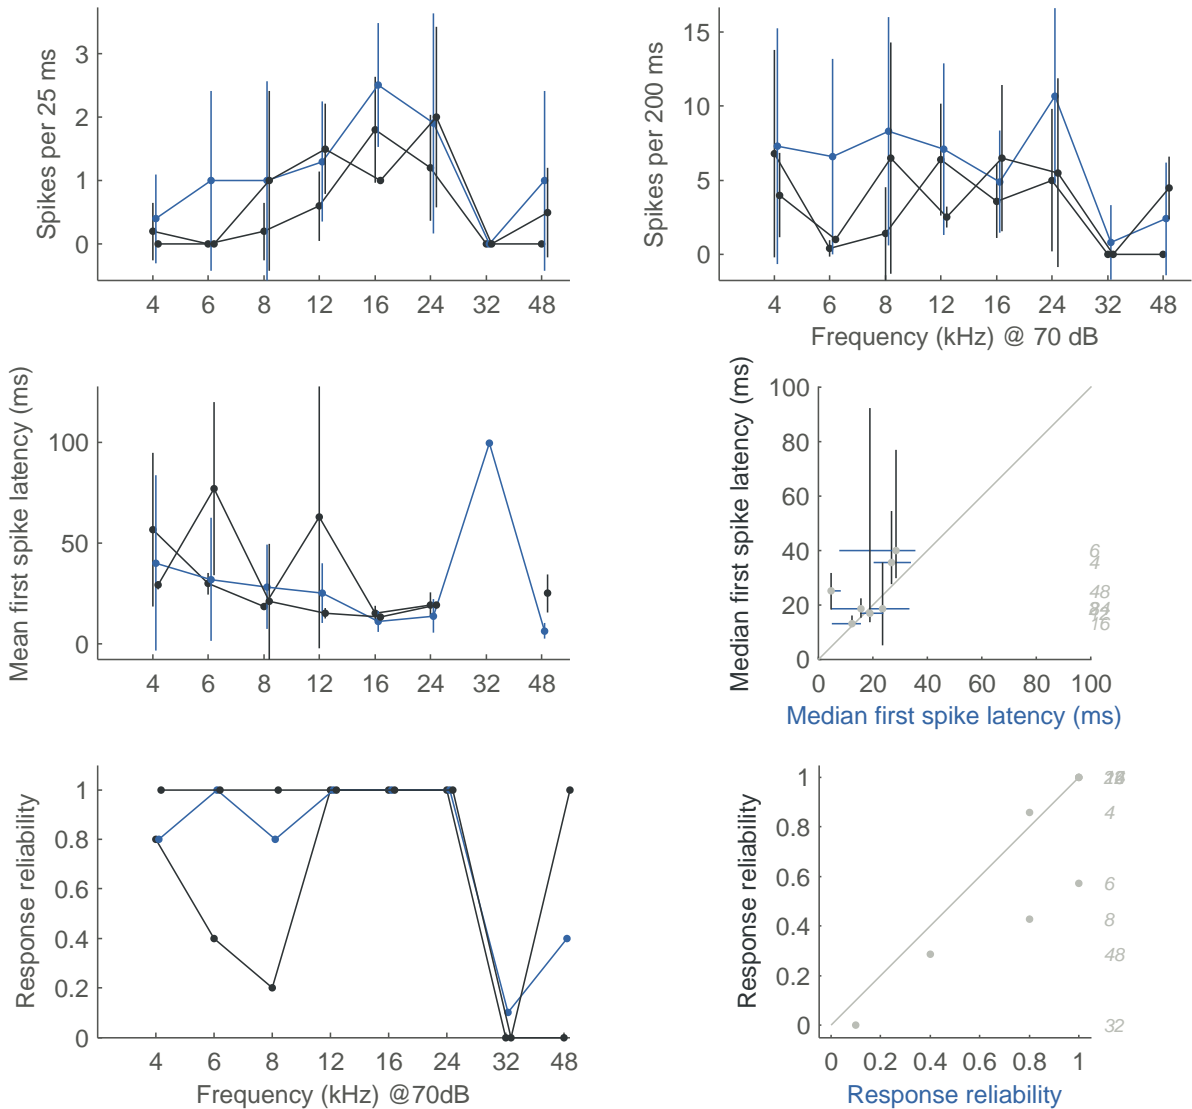 Spikes per 25 ms
3
2
1
0
4 6 8 12 16 24 32 48
Spikes per 200 ms
15
10
5
0
4 6 8 12 16 24 32 48
Frequency (kHz) @ 70 dB
Mean first spike latency (ms)
100
50
0
4 6 8 12 16 24 32 48
Median first spike latency (ms)
100
80
60
40
20
0
0 20 40 60 80 100
6
4
48
16
Median first spike latency (ms)
Response reliability
1
0.8
0.6
0.4
0.2
0
4 6 8 12 16 24 32 48
Frequency (kHz) @70dB
Response reliability
1
0.8
0.6
0.4
0.2
0
0 0.2 0.4 0.6 0.8 1
4
6
8
48
32
Response reliability